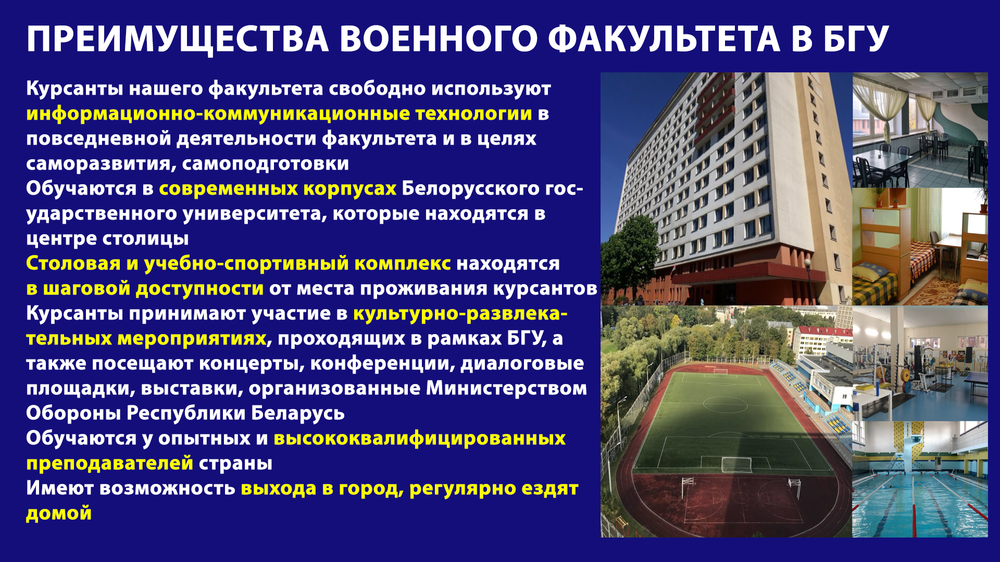 ПРЕИМУЩЕСТВА ВОЕННОГО ФАКУЛЬТЕТА В БГУ
Курсанты нашего факультета свободно используют
информационно-коммуникационные технологии в
повседневной деятельности факультета и в целях
саморазвития, самоподготовки
Обучаются в современных корпусах Белорусского гос-
ударственного университета, которые находятся в
центре столицы
Столовая и учебно-спортивный комплекс находятся
в шаговой доступности от места проживания курсантов
Курсанты принимают участие в культурно-развлека-
тельных мероприятиях, проходящих в рамках БГУ, а
также посещают концерты, конференции, диалоговые
площадки, выставки, организованные Министерством
Обороны Республики Беларусь
Обучаются у опытных и высококвалифицированных
преподавателей страны
Имеют возможность выхода в город, регулярно ездят
домой